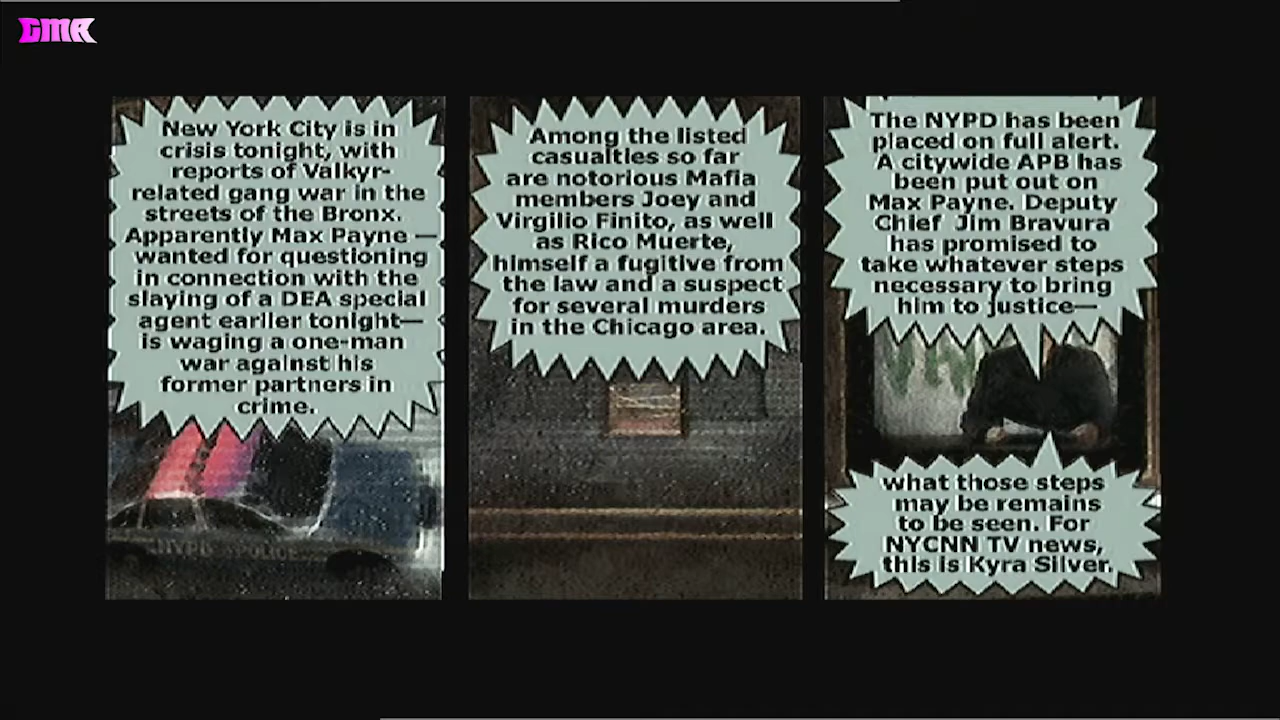 GMR
New York City is in
crisis tonight, with
reports of Valkyr-
related gang war in the
streets of the Bronx.
Apparently Max Payne —
wanted for questioning
in connection with the
slaying of a DEA special
agent earlier tonight—
is waging a one-man
war against his
former partners in
crime.
NYPD POLICE
Among the listed
casualties so far
are notorious Mafia
members Joey and
Virgilio Finito, as well
as Rico Muerte,
himself a fugitive from
the law and a suspect
for several murders
in the Chicago area.
The NYPD has been
placed on full alert.
A citywide APB has
been put out on
Max Payne. Deputy
Chief Jim Bravura
has promised to
take whatever steps
necessary to bring
him to justice—
what those steps
may be remains
to be seen. For
NYCNN TV news,
this is Kyra Silver.